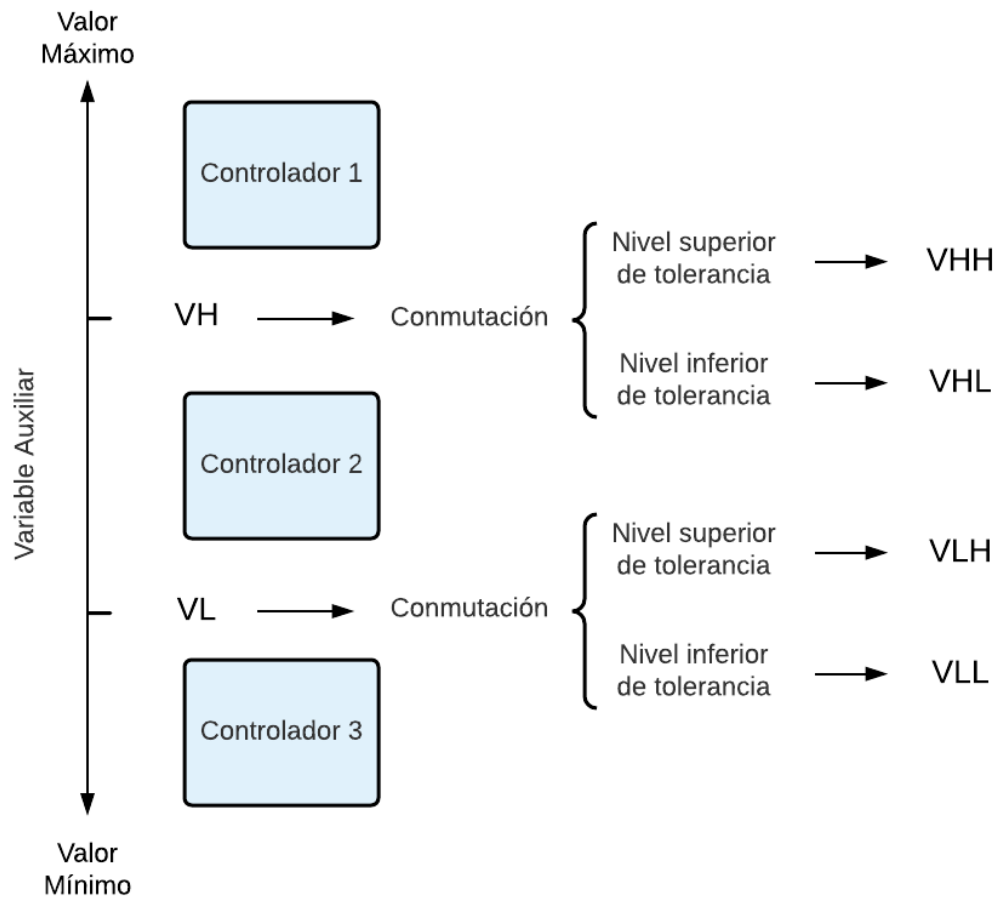 Valor
Máximo
Controlador 1
Nivel superior
de tolerancia
VHH
VH
Conmutación
Nivel inferior
de tolerancia
VHL
Variable Auxiliar
Controlador 2
Nivel superior
de tolerancia
VLH
VL
Conmutación
Nivel inferior
de tolerancia
VLL
Controlador 3
Valor
Mínimo